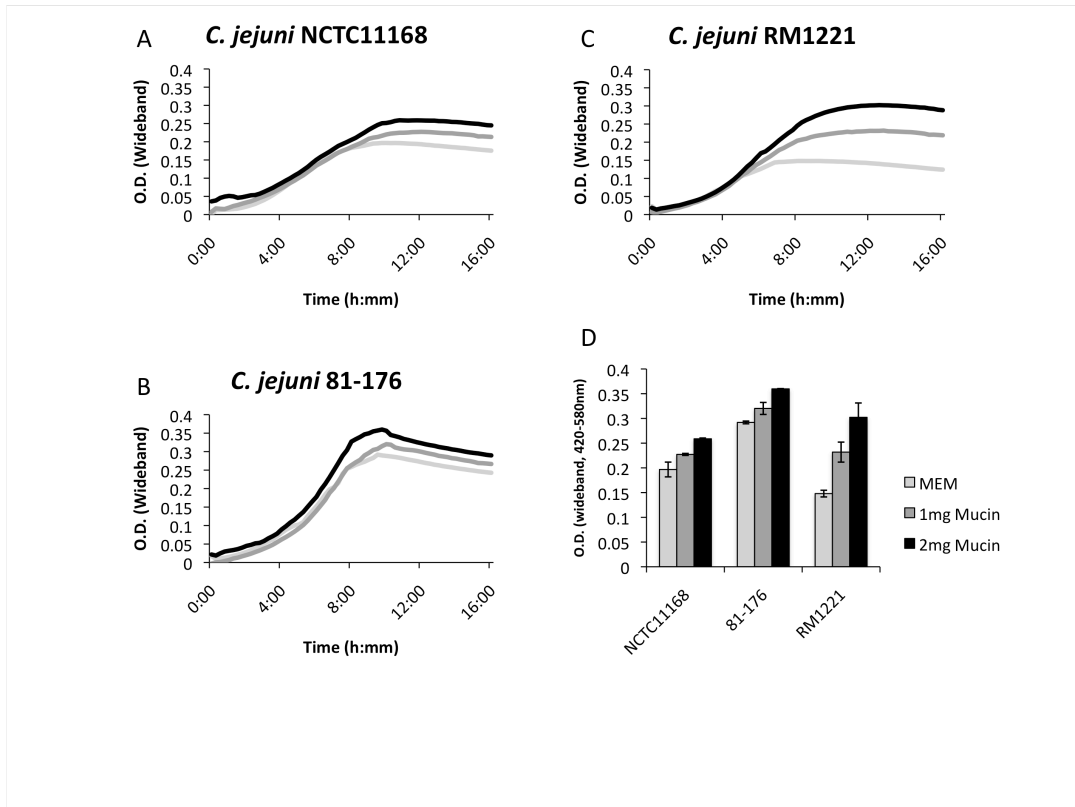 A
C. jejuni NCTC11168
O.D. (Wideband)
0.4
0.35
0.3
0.25
0.2
0.15
0.1
0.05
0
0:00
4:00
8:00
12:00
16:00
Time (h:mm)
B
C. jejuni 81-176
O.D. (Wideband)
0.4
0.35
0.3
0.25
0.2
0.15
0.1
0.05
0
0:00
4:00
8:00
12:00
16:00
Time (h:mm)
C
C. jejuni RM1221
O.D. (Wideband)
0.4
0.35
0.3
0.25
0.2
0.15
0.1
0.05
0
0:00
4:00
8:00
12:00
16:00
Time (h:mm)
D
O.D. (wideband, 420-580nm)
0.4
0.35
0.3
0.25
0.2
0.15
0.1
0.05
0
NCTC11168
81-176
RM1221
MEM
1mg Mucin
2mg Mucin